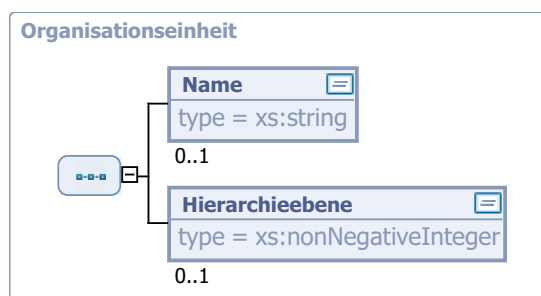 Organisationseinheit
Name
type = xs:string
0..1
Hierarchieebene
type = xs:nonNegativeInteger
0..1